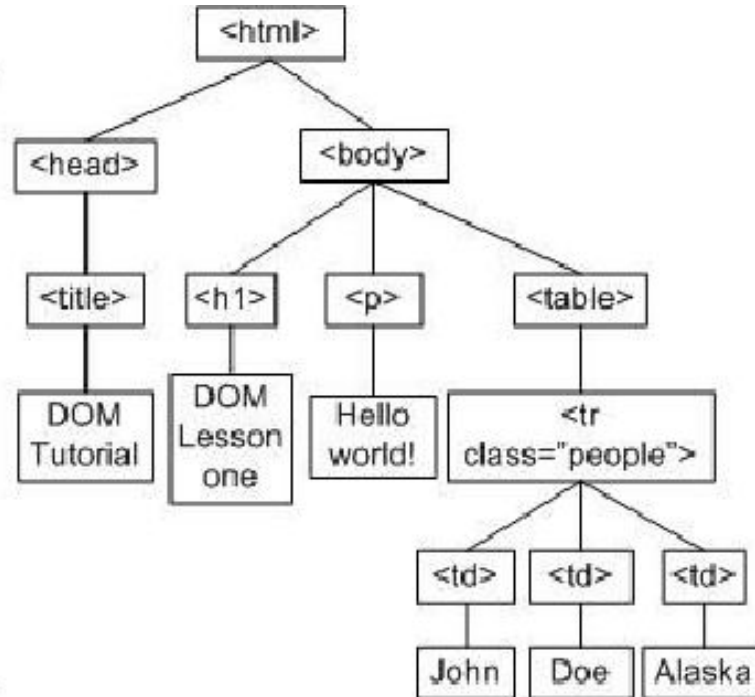 <html>
<head>
<body>
<title>
<h1>
<p>
<table>
DOM
Tutorial
DOM
Lesson
one
Hello
world!
<tr
class="people">
<td>
<td>
<td>
John
Doe
Alaska